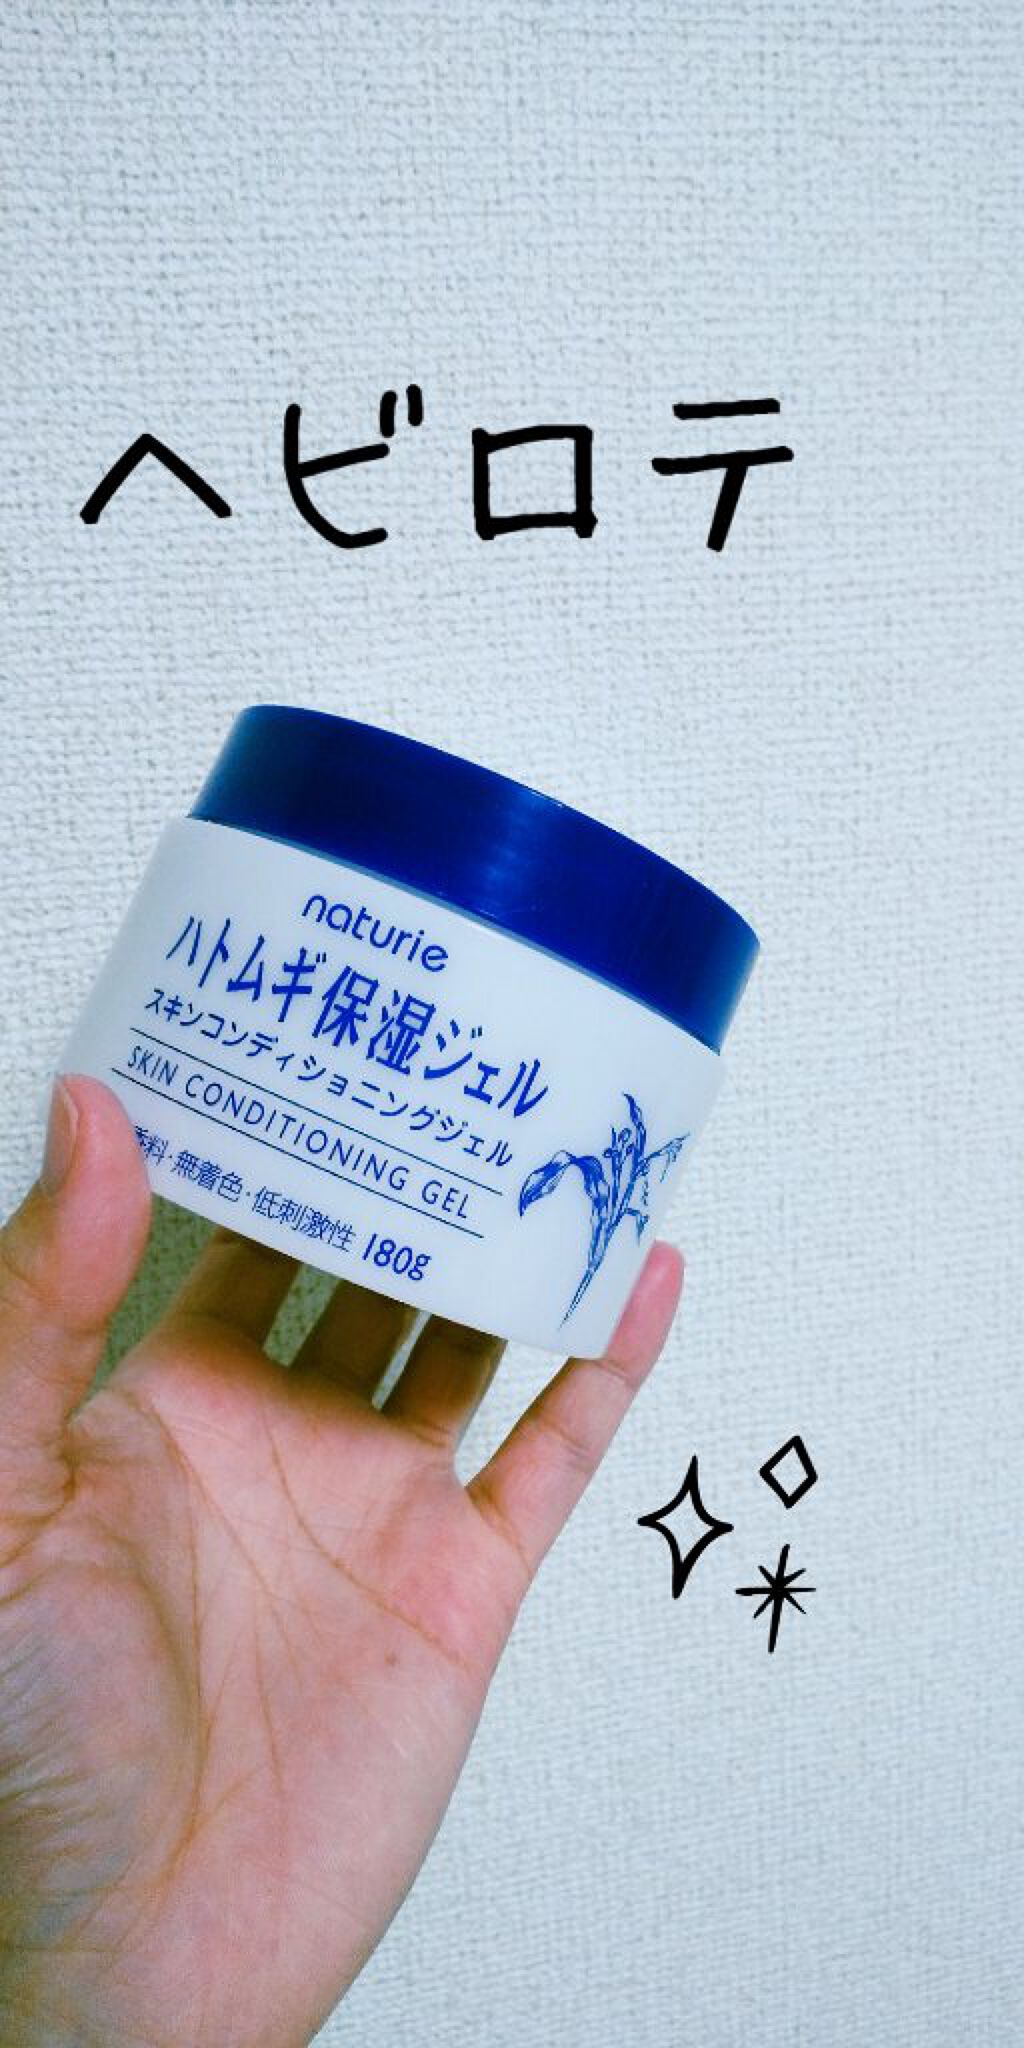 ヘビロテ
naturie
ハトムギ保湿ジェル
スキンコンディショニングジェル
SKIN CONDITIONING GEL
料・無着色・低刺激性 180g